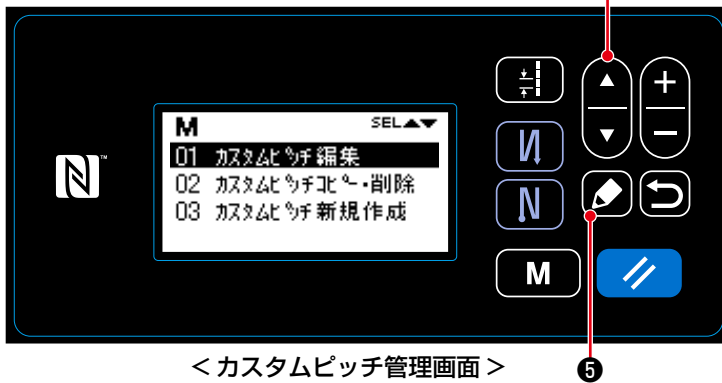 M SEL▲▼
01 カスタムピッチ編集
02 カスタムピッチコピー・削除
03 カスタムピッチ新規作成
N™
+
−
M
＜カスタムピッチ管理画面＞
❺